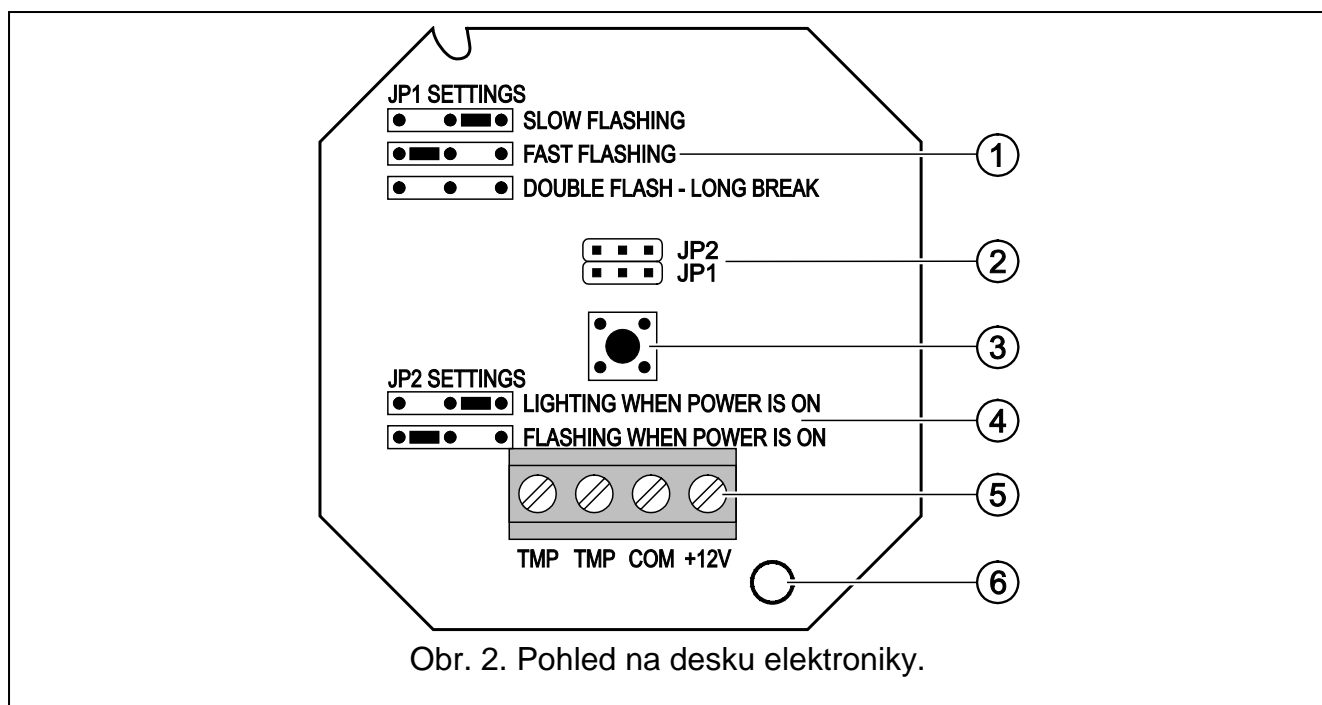 JP1 SETTINGS
SLOW FLASHING
FAST FLASHING
1
DOUBLE FLASH - LONG BREAK
JP2
2
JP1
3
JP2 SETTINGS
LIGHTING WHEN POWER IS ON
4
FLASHING WHEN POWER IS ON
5
TMP TMP COM +12V
6
Obr. 2. Pohled na desku elektroniky.